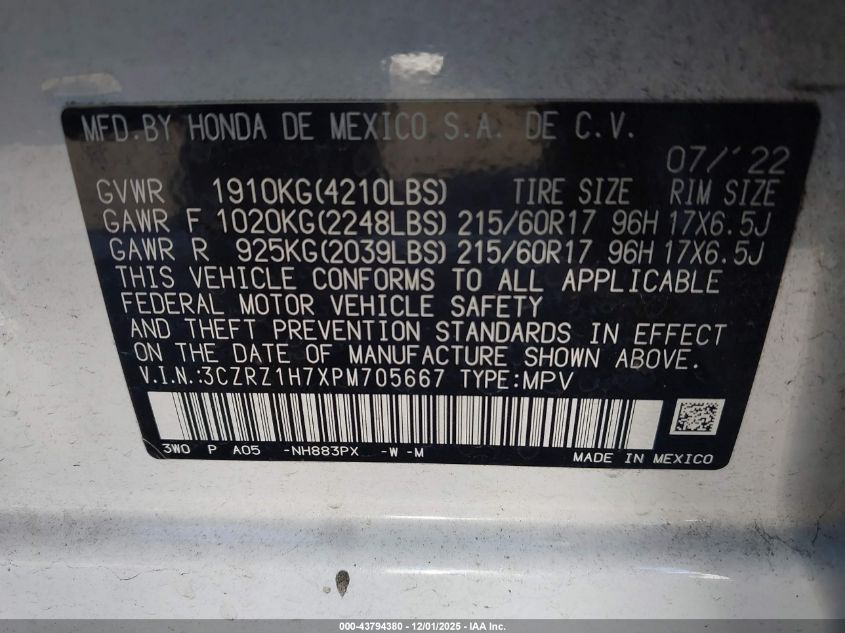 MFD.BY HONDA DE MEXICO S.A. DE C.V.
07/'22
GVWR 1910KG(4210LBS) TIRE SIZE RIM SIZE
GAWR F 1020KG(2248LBS) 215/60R17 96H 17X6.5J
GAWR R 925KG(2039LBS) 215/60R17 96H 17X6.5J
THIS VEHICLE CONFORMS TO ALL APPLICABLE
FEDERAL MOTOR VEHICLE SAFETY
AND THEFT PREVENTION STANDARDS IN EFFECT
ON THE DATE OF MANUFACTURE SHOWN ABOVE.
V.I.N.:3CZRZ1H7XPM705667 TYPE:MPV
3W0 P A05 -NH883PX -W -M
MADE IN MEXICO
000-43794380 - 12/01/2025 - IAA Inc.